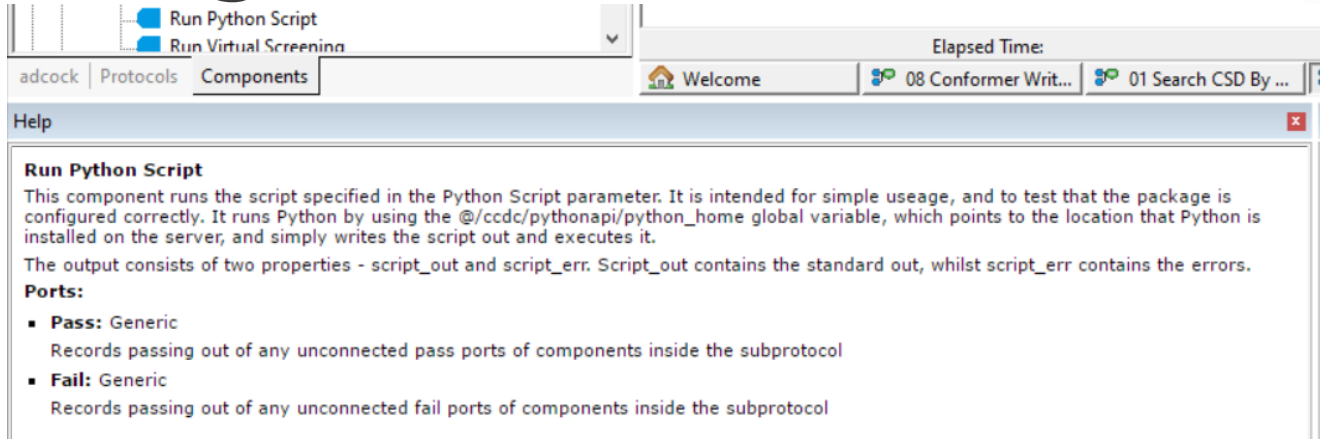 Run Python Script
Run Virtual Screening
Elapsed Time:
adcock Protocols Components
Welcome
08 Conformer Writ...
01 Search CSD By ...
Help
Run Python Script
This component runs the script specified in the Python Script parameter. It is intended for simple useage, and to test that the package is
configured correctly. It runs Python by using the @/ccdc/pythonapi/python_home global variable, which points to the location that Python is
installed on the server, and simply writes the script out and executes it.
The output consists of two properties - script_out and script_err. Script_out contains the standard out, whilst script_err contains the errors.
Ports:
▪ Pass: Generic
Records passing out of any unconnected pass ports of components inside the subprotocol
▪ Fail: Generic
Records passing out of any unconnected fail ports of components inside the subprotocol